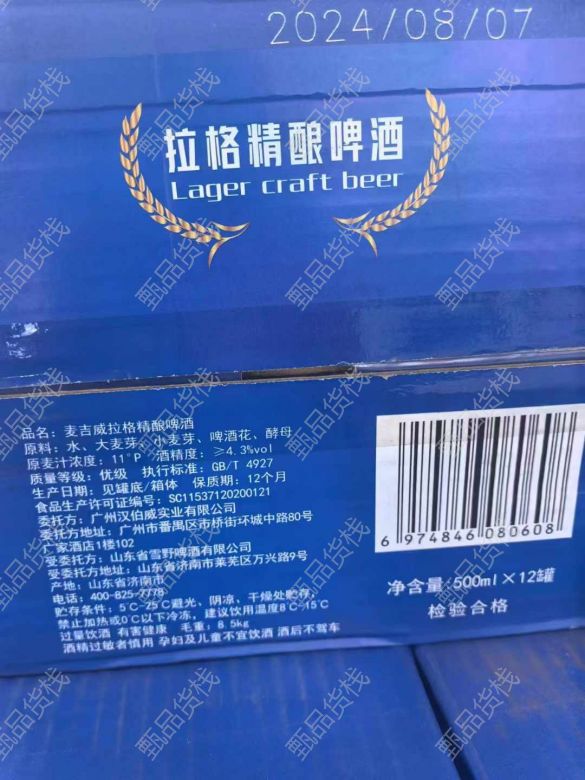 2024/08/07
拉格精酿啤酒
Lager craft beer
品名：麦吉威拉格精酿啤酒
原料：水、大麦芽、小麦芽、啤酒花、酵母
原麦汁浓度：11°P 酒精度：≥4.3%vol
质量等级：优级 执行标准：GB/T 4927
生产日期：见罐底/箱体 保质期：12个月
食品生产许可证编号：SC11537120200121
委托方：广州汉伯威实业有限公司
委托方地址：广州市番禺区市桥街环城中路80号
广家酒店1楼102
受委托方：山东省雪野啤酒有限公司
受委托方地址：山东省济南市莱芜区万兴路9号
产地：山东省济南市
电话：400-825-7778
贮存条件：5℃-25℃避光、阴凉、干燥处贮存，
禁止加热或0℃以下冷冻，建议饮用温度8℃-15℃
过量饮酒 有害健康 毛重：8.5kg
酒精过敏者慎用 孕妇及儿童不宜饮酒 酒后不驾车
6 974846 080608
净含量：500ml×12罐
检验合格
甄品货栈